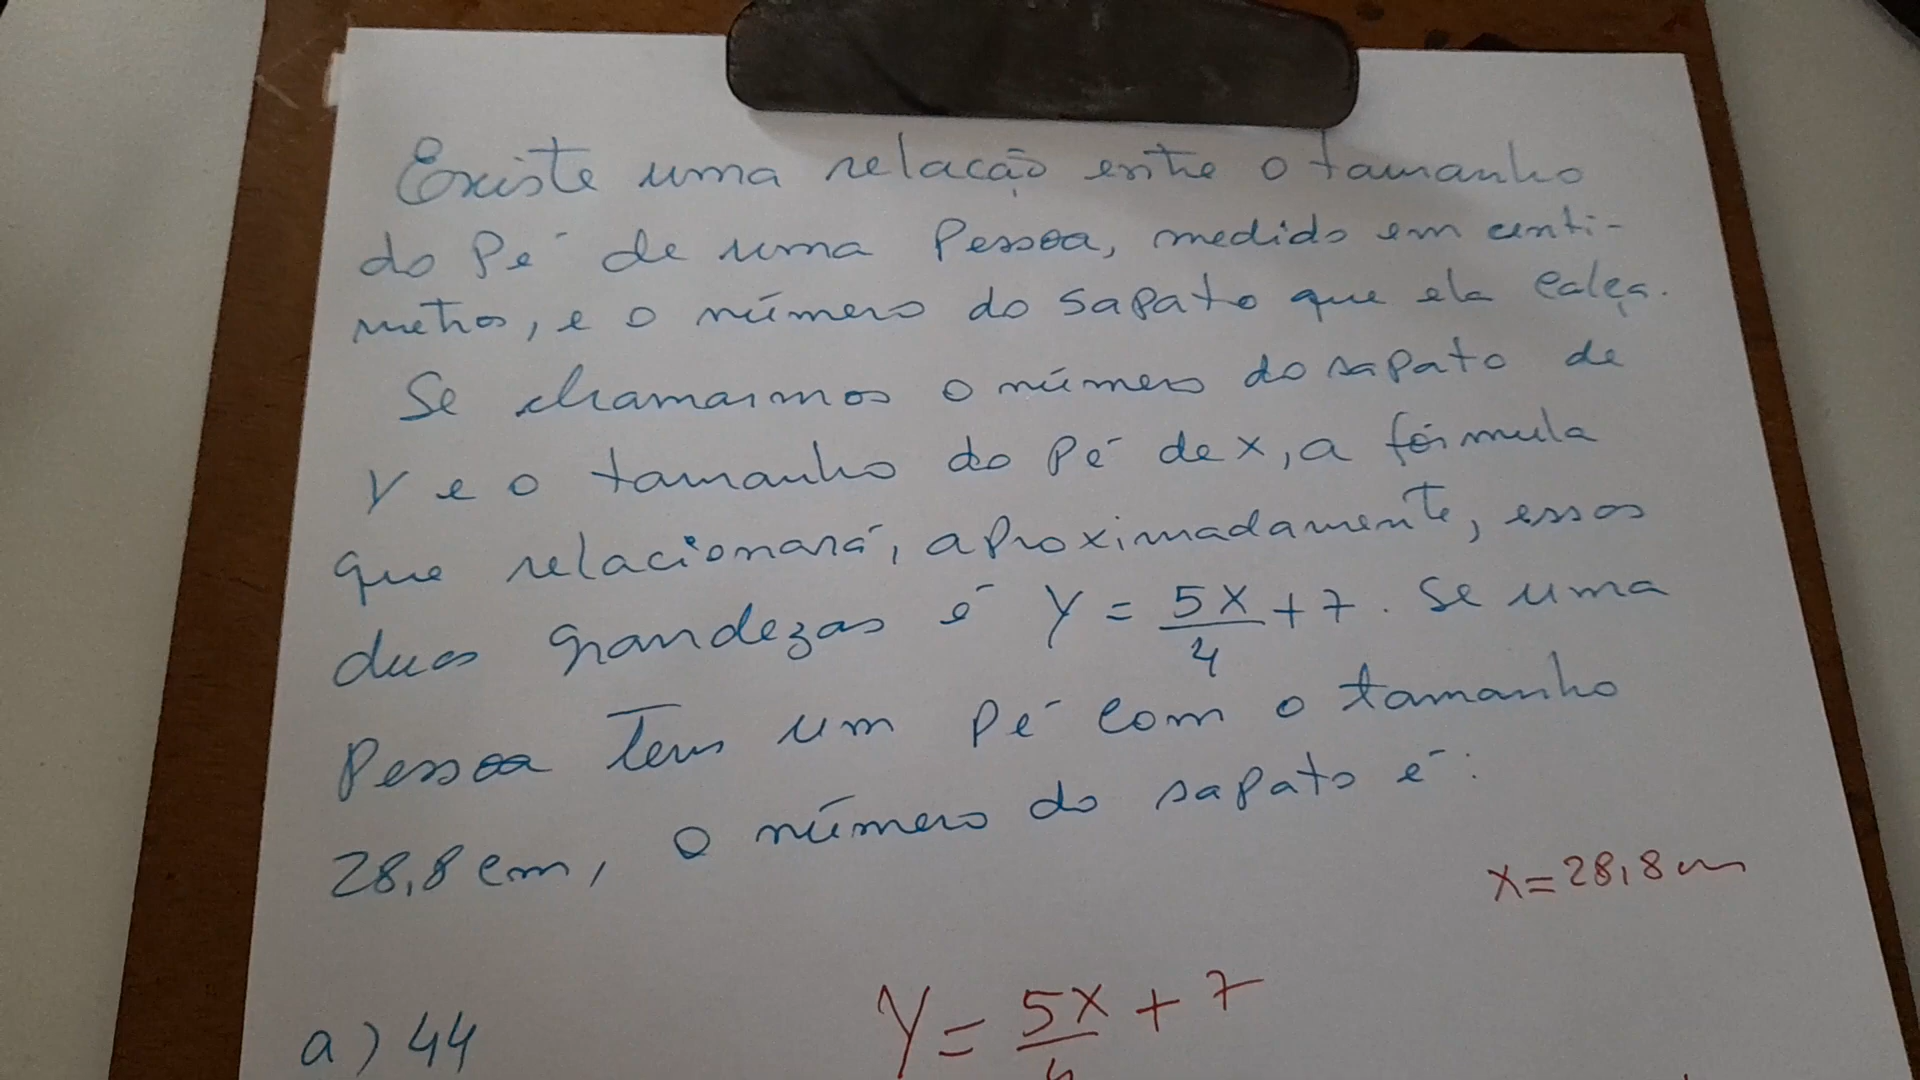 Existe uma relação entre o tamanho
do Pé de uma Pessoa, medido em centi-
metros, e o número do sapato que ela calça.
Se chamarmos o número do sapato de
Y e o tamanho do Pé de x, a fórmula
que relacionará, aproximadamente, essas
duas grandezas é Y = 5X/4 + 7. Se uma
Pessoa tem um Pé com o tamanho
28,8 cm, o número do sapato é:
X = 28,8 cm
Y = 5X/4 + 7
a) 44